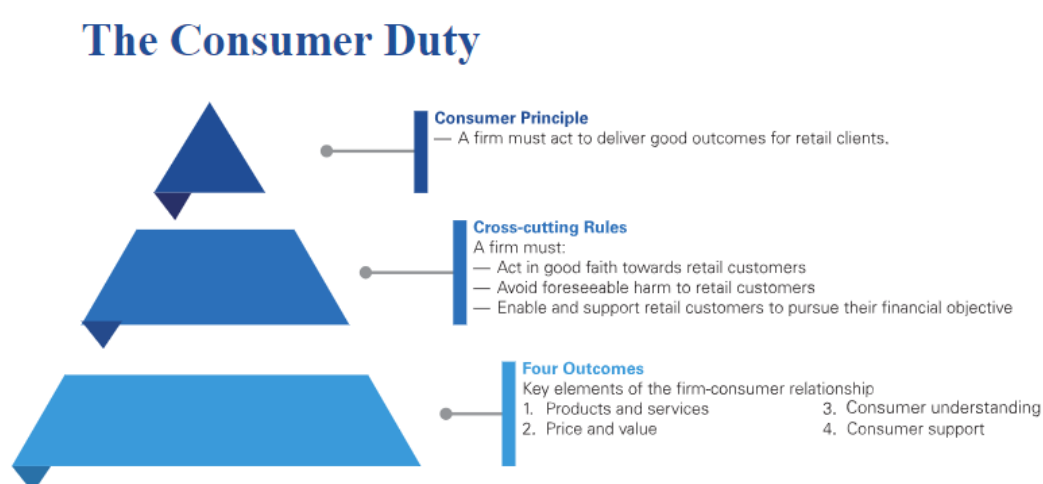 The Consumer Duty
Consumer Principle
— A firm must act to deliver good outcomes for retail clients.
Cross-cutting Rules
A firm must:
— Act in good faith towards retail customers
— Avoid foreseeable harm to retail customers
— Enable and support retail customers to pursue their financial objective
Four Outcomes
Key elements of the firm-consumer relationship
1. Products and services
2. Price and value
3. Consumer understanding
4. Consumer support